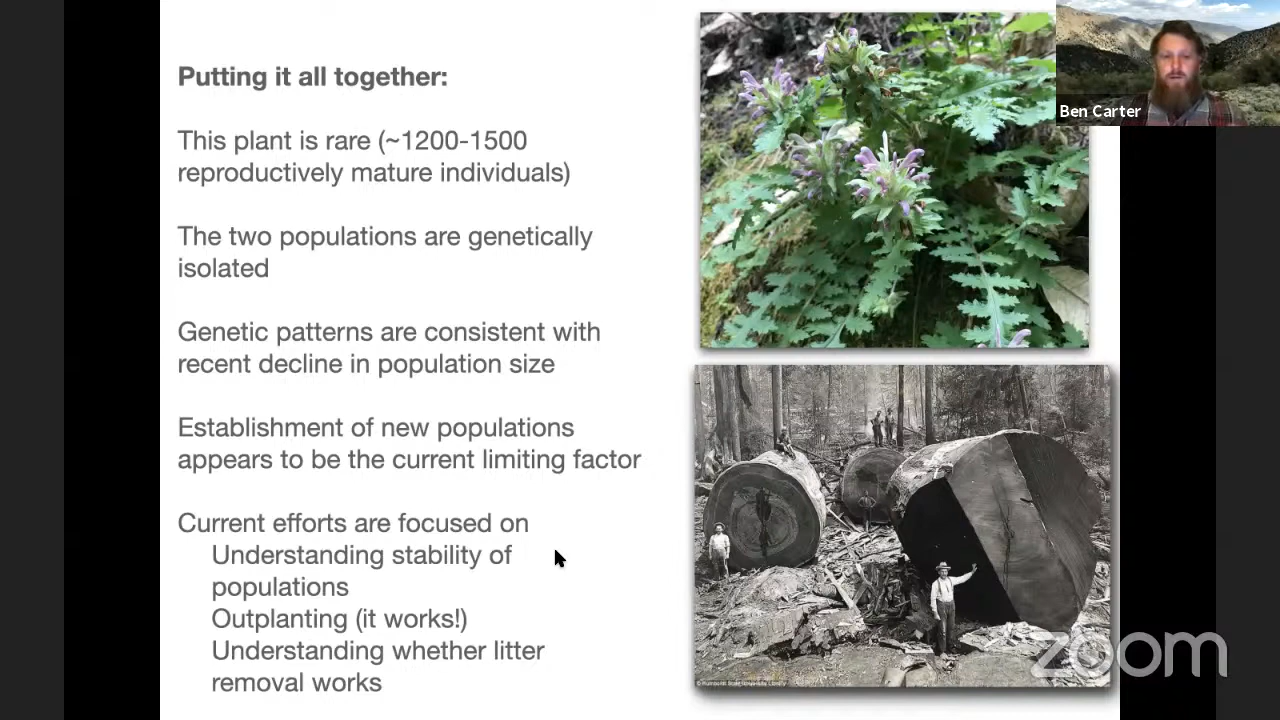 Putting it all together:
This plant is rare (~1200-1500
reproductively mature individuals)
The two populations are genetically
isolated
Genetic patterns are consistent with
recent decline in population size
Establishment of new populations
appears to be the current limiting factor
Current efforts are focused on
Understanding stability of
populations
Outplanting (it works!)
Understanding whether litter
removal works
Ben Carter
zoom